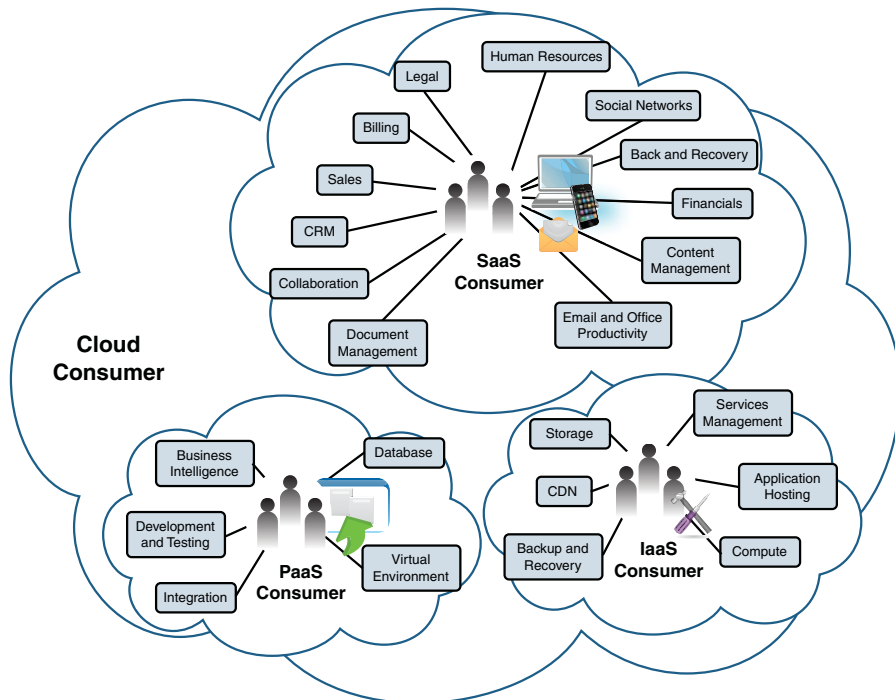 Human Resources
Legal
Social Networks
Billing
Back and Recovery
Sales
Financials
CRM
Content
Management
SaaS
Consumer
Collaboration
Email and Office
Productivity
Document
Management
Cloud
Consumer
Services
Management
Storage
Database
Business
Intelligence
Application
Hosting
CDN
Development
and Testing
Virtual
Environment
Backup and
Recovery
IaaS
Consumer
Compute
PaaS
Consumer
Integration